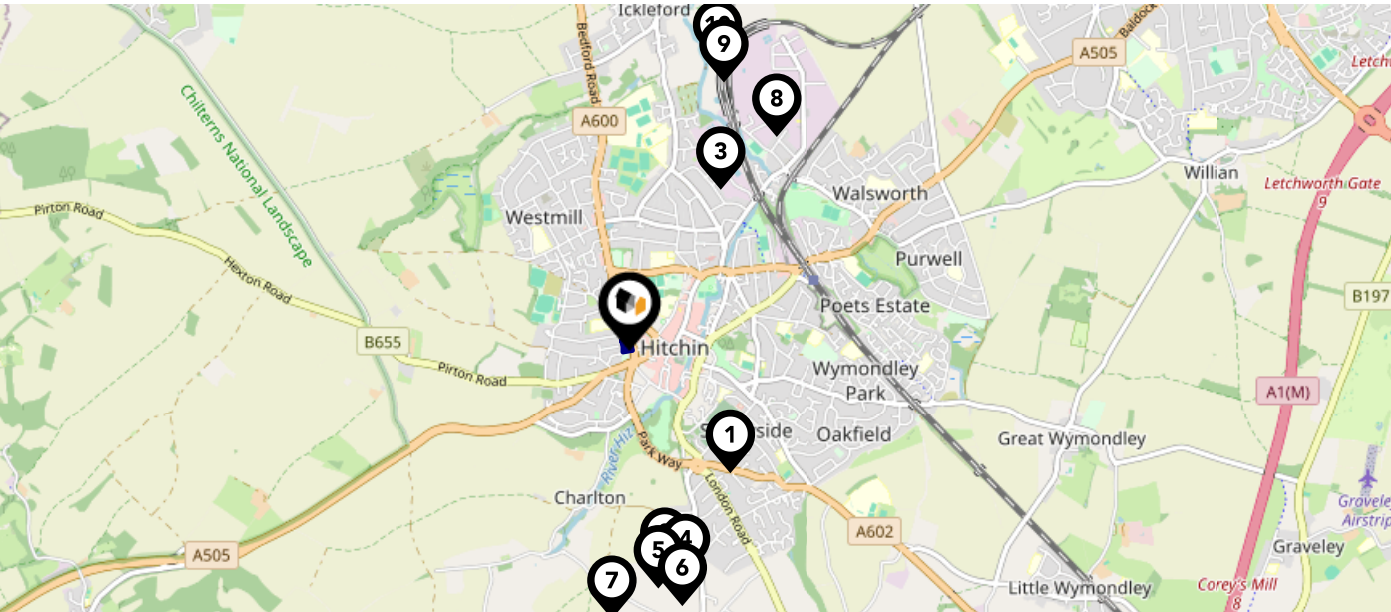 Ickleford
10
9
8
3
Bedford Road
A600
A505
Baldock
Letch
Willian
Letchworth Gate
9
Chilterns National Landscape
Pirton Road
Westmill
Walsworth
Purwell
Hexton Road
Poets Estate
B197
B655
Hitchin
Pirton Road
Wymondley
Park
A1(M)
1
side
Oakfield
Great Wymondley
River Hiz
Park Way
London Road
Charlton
Gravele
Airstrip
A505
A602
4
5
6
7
Graveley
Little Wymondley
Corey's Mill
8